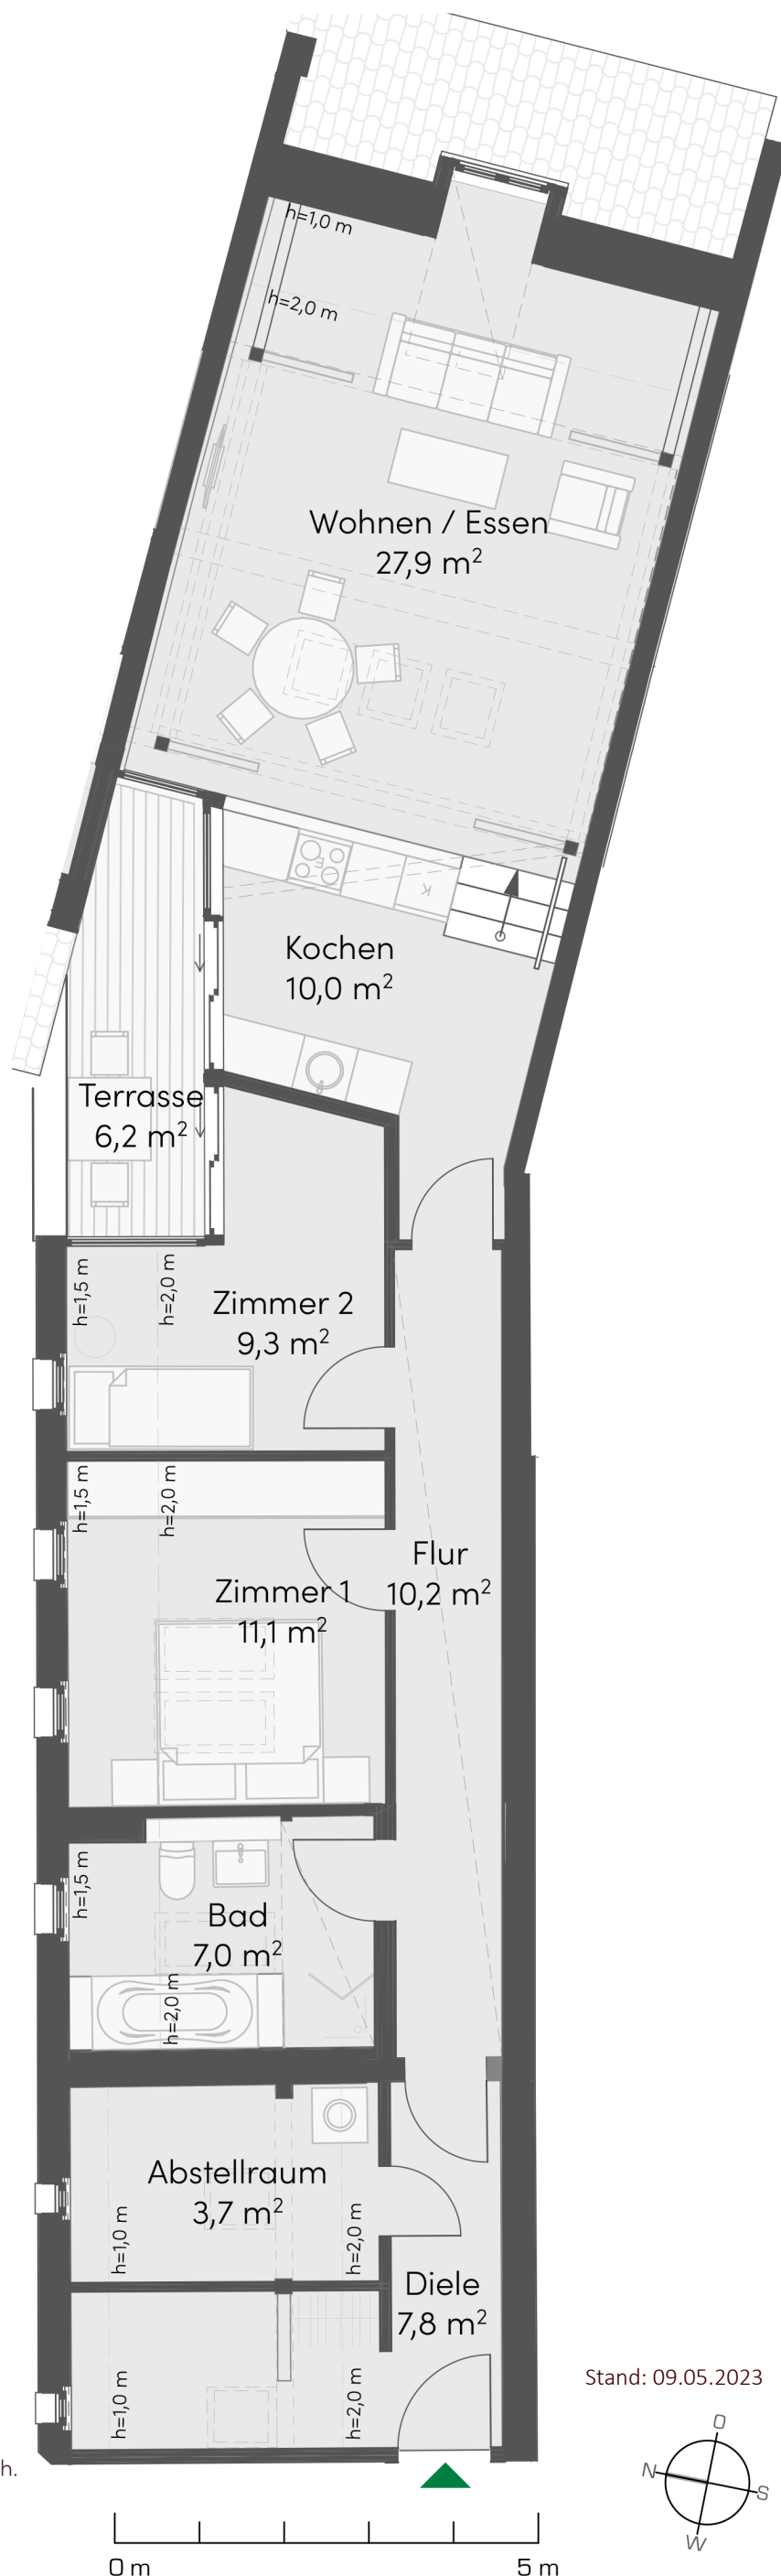 h=1,0 m
h=2,0 m
Wohnen / Essen
27,9 m²
K
Kochen
10,0 m²
Terrasse
6,2 m²
h=1,5 m
h=2,0 m
Zimmer 2
9,3 m²
h=1,5 m
h=2,0 m
Flur
10,2 m²
Zimmer 1
11,1 m²
h=1,5 m
Bad
7,0 m²
h=2,0 m
Abstellraum
3,7 m²
h=1,0 m
h=2,0 m
Diele
7,8 m²
h=1,0 m
h=2,0 m
Stand: 09.05.2023
O
N
S
W
h.
0 m
5 m